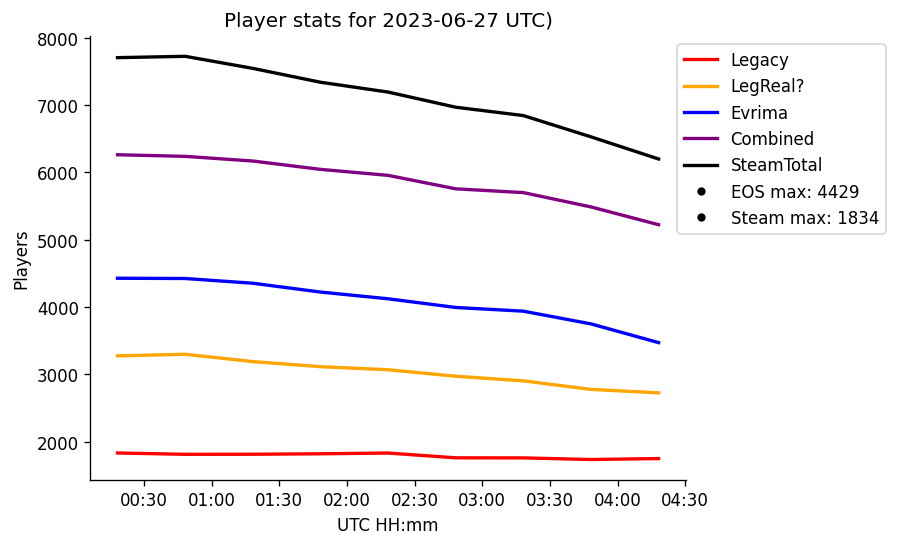 Player stats for 2023-06-27 UTC)
8000
7000
6000
5000
4000
3000
2000
Players
00:30 01:00 01:30 02:00 02:30 03:00 03:30 04:00 04:30
UTC HH:mm
Legacy
LegReal?
Evrima
Combined
SteamTotal
EOS max: 4429
Steam max: 1834